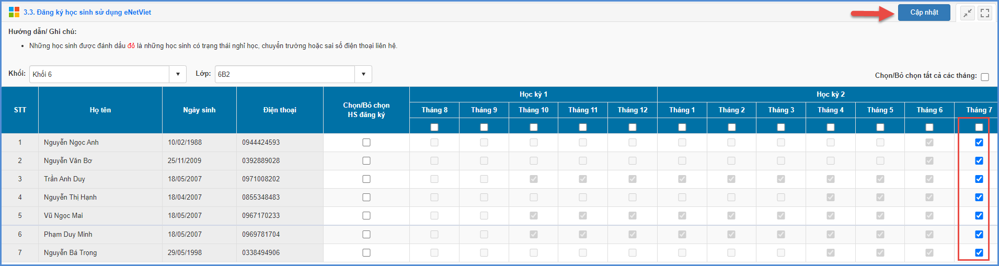 3.3. Đăng ký học sinh sử dụng eNetViet
Cập nhật
Hướng dẫn/ Ghi chú:
Những học sinh được đánh dấu đỏ là những học sinh có trạng thái nghỉ học, chuyển trường hoặc sai số điện thoại liên hệ.
Khối: Khối 6 Lớp: 6B2 Chọn/Bỏ chọn tất cả các tháng:
STT Họ tên Ngày sinh Điện thoại Chọn/Bỏ chọn HS đăng ký Học kỳ 1 Học kỳ 2
Tháng 8 Tháng 9 Tháng 10 Tháng 11 Tháng 12 Tháng 1 Tháng 2 Tháng 3 Tháng 4 Tháng 5 Tháng 6 Tháng 7
1 Nguyễn Ngọc Anh 10/02/1988 0944424593
2 Nguyễn Văn Bơ 25/11/2009 0392889028
3 Trần Anh Duy 18/05/2007 0971008202
4 Nguyễn Thị Hạnh 18/04/2007 0855348483
5 Vũ Ngọc Mai 18/05/2007 0967170233
6 Phạm Duy Minh 18/05/2007 0969781704
7 Nguyễn Bá Trọng 29/05/1998 0338494906